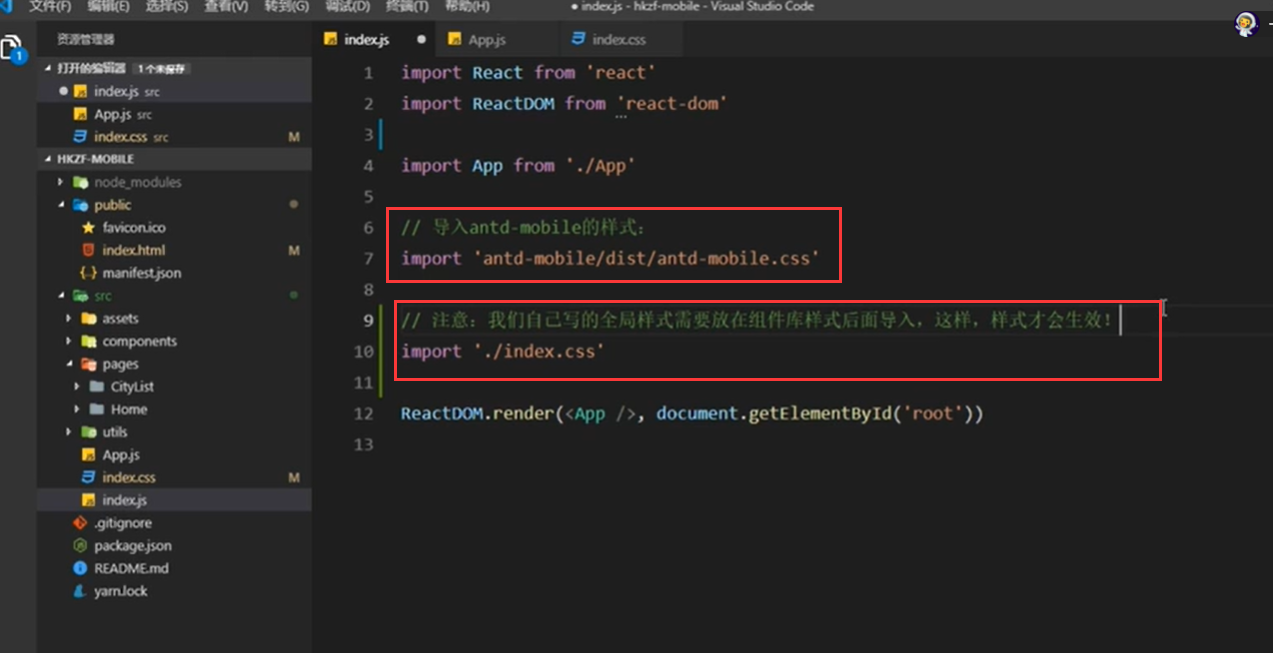 文件(F) 编辑(E) 选择(S) 查看(V) 转到(G) 调试(D) 终端(T) 帮助(H) ● index.js - hkzf-mobile - Visual Studio Code
资源管理器
index.js ● App.js index.css
1
打开的编辑器 1 个未保存
index.js src
App.js src
index.css src M
HKZF-MOBILE
node_modules
public
favicon.ico
index.html M
manifest.json
src
assets
components
pages
CityList
Home
utils
App.js
index.css M
index.js
.gitignore
package.json
README.md
yarn.lock
1 import React from 'react'
2 import ReactDOM from 'react-dom'
3
4 import App from './App'
5
6 // 导入antd-mobile的样式:
7 import 'antd-mobile/dist/antd-mobile.css'
8
9 // 注意：我们自己写的全局样式需要放在组件库样式后面导入，这样，样式才会生效！
10 import './index.css'
11
12 ReactDOM.render(<App />, document.getElementById('root'))
13